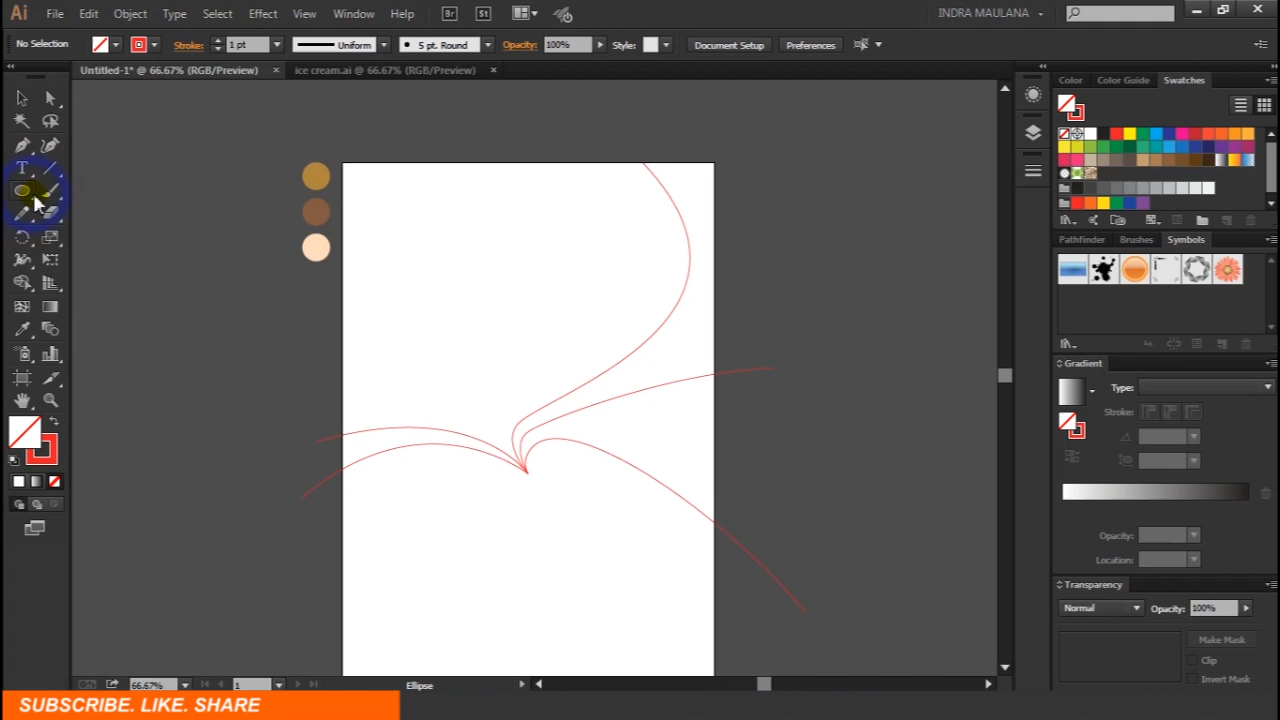 Ai File Edit Object Type Select Effect View Window Help Br St INDRA MAULANA
No Selection Stroke: 1 pt Uniform 5 pt. Round Opacity: 100% Style: Document Setup Preferences
Untitled-1* @ 66.67% (RGB/Preview) × ice cream.ai @ 66.67% (RGB/Preview) ×
Color Color Guide Swatches
Pathfinder Brushes Symbols
Gradient
Type:
Stroke:
Opacity:
Location:
Transparency
Normal Opacity: 100%
Make Mask
Clip
Invert Mask
66.67% 1 Ellipse
SUBSCRIBE. LIKE. SHARE